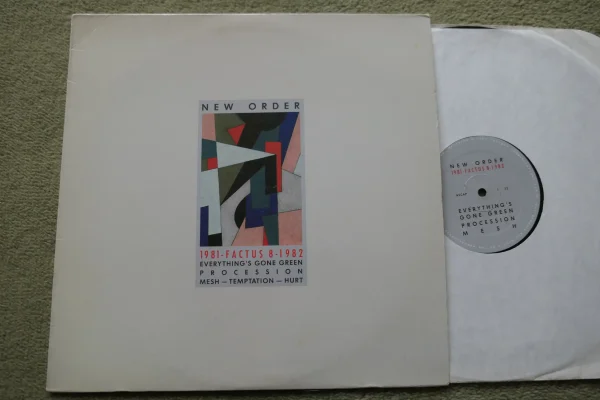 NEW ORDER
1981-FACTUS 8-1982
EVERYTHING'S GONE GREEN
PROCESSION
MESH – TEMPTATION – HURT
NEW ORDER
1981-FACTUS 8-1982
EVERYTHING'S
GONE GREEN
PROCESSION
MESH